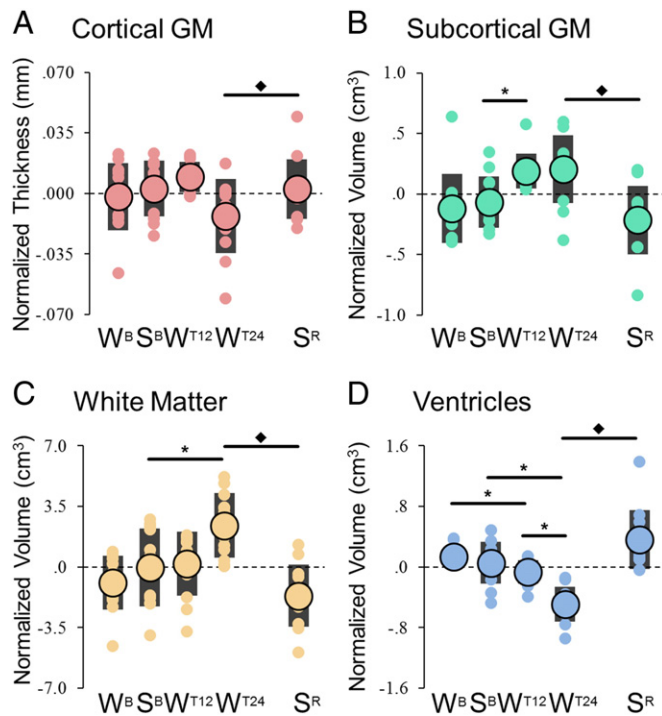 A Cortical GM
Normalized Thickness (mm)
.070
.035
.000
-.035
-.070
WB SB WT12 WT24 SR
*
B Subcortical GM
Normalized Volume (cm3)
1.0
.5
.0
-.5
-1.0
WB SB WT12 WT24 SR
C White Matter
Normalized Volume (cm3)
7.0
3.5
.0
-3.5
-7.0
*
WB SB WT12 WT24 SR
D Ventricles
Normalized Volume (cm3)
1.6
.8
.0
-.8
-1.6
*
*
*
WB SB WT12 WT24 SR